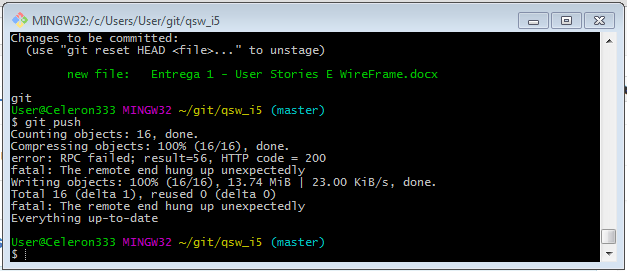 MINGW32:/c/Users/User/git/qsw_i5
Changes to be committed:
  (use "git reset HEAD <file>..." to unstage)
        new file:   Entrega 1 - User Stories E WireFrame.docx
git
User@Celeron333 MINGW32 ~/git/qsw_i5 (master)
$ git push
Counting objects: 16, done.
Compressing objects: 100% (16/16), done.
error: RPC failed; result=56, HTTP code = 200
fatal: The remote end hung up unexpectedly
Writing objects: 100% (16/16), 13.74 MiB | 23.00 KiB/s, done.
Total 16 (delta 1), reused 0 (delta 0)
fatal: The remote end hung up unexpectedly
Everything up-to-date
User@Celeron333 MINGW32 ~/git/qsw_i5 (master)
$